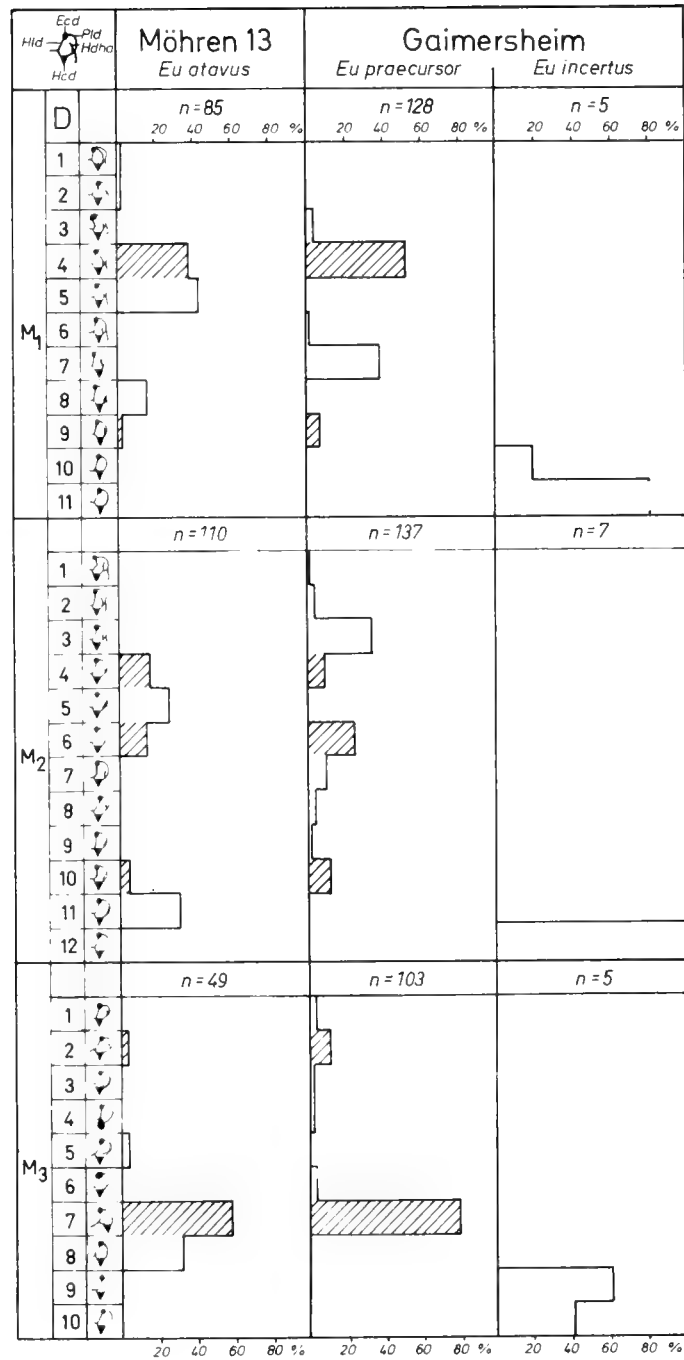 Ecd
Hld Pld
Hdha
Hcd
Möhren 13 Gaimersheim
Eu atavus Eu praecursor Eu incertus
D n=85 n=128 n=5
20 40 60 80 % 20 40 60 80 % 20 40 60 80 %
M1
1
2
3
4
5
6
7
8
9
10
11
n=110 n=137 n=7
M2
1
2
3
4
5
6
7
8
9
10
11
12
n=49 n=103 n=5
M3
1
2
3
4
5
6
7
8
9
10
20 40 60 80 % 20 40 60 80 % 20 40 60 80 %